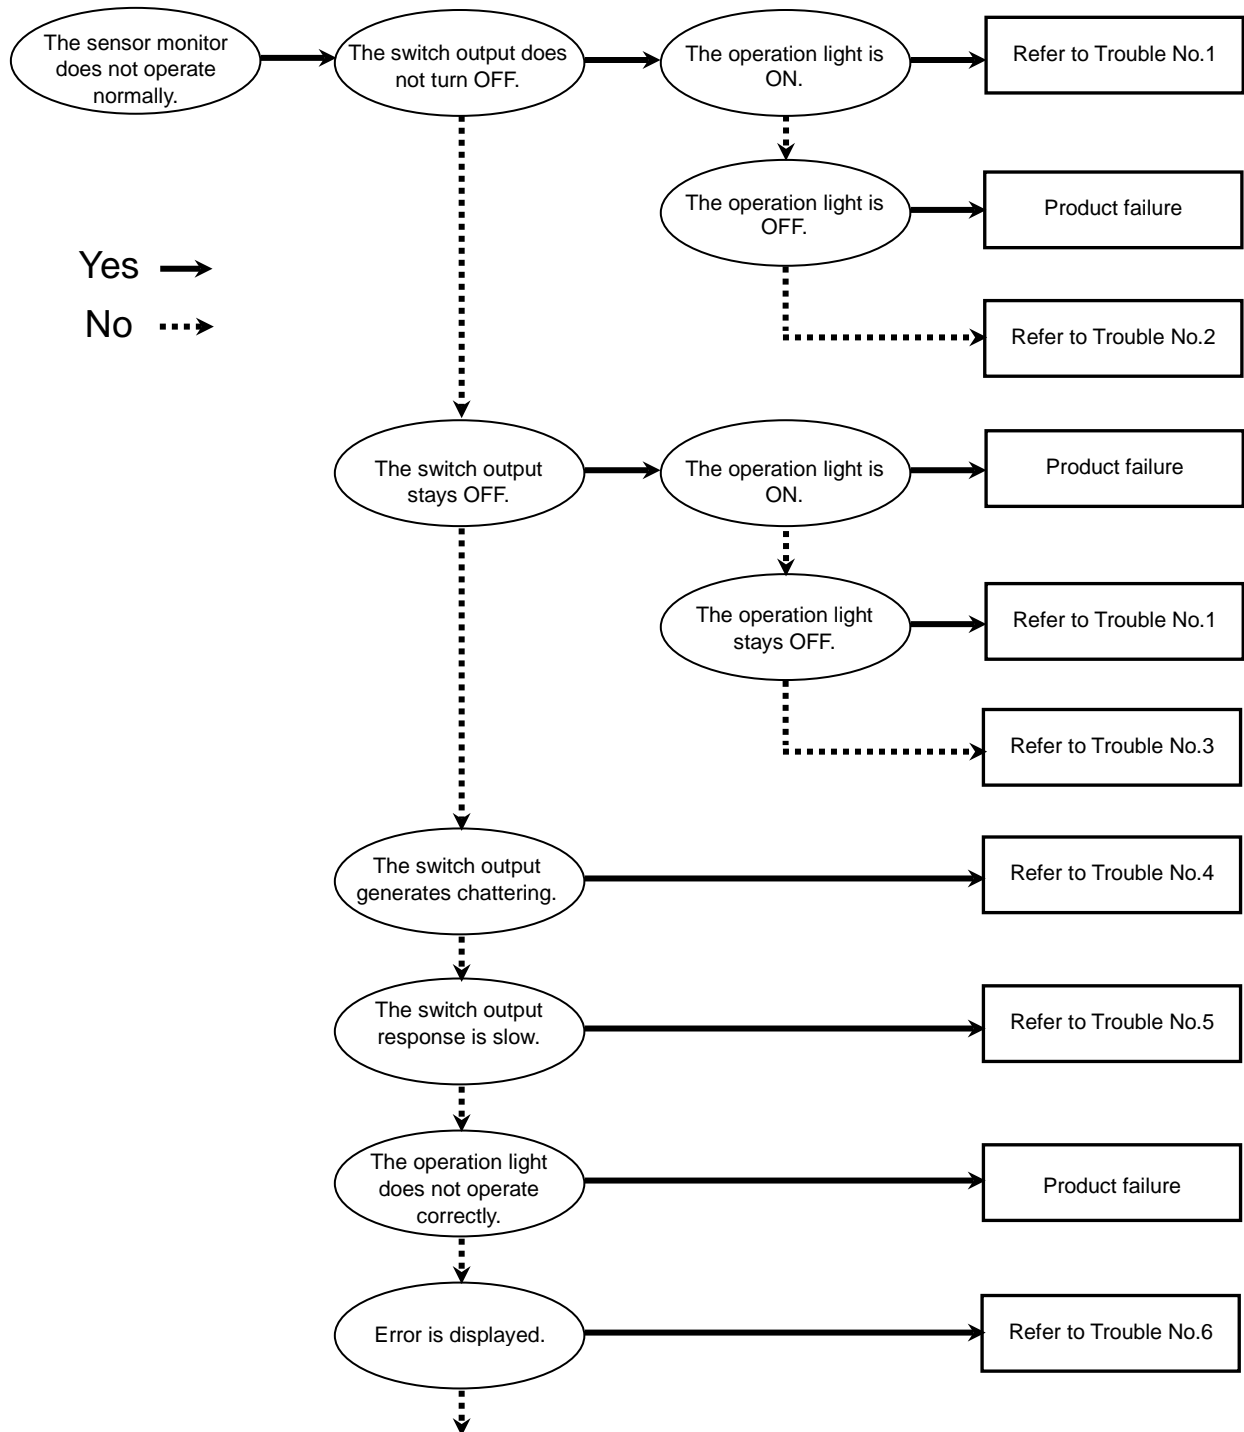 The sensor monitor
does not operate
normally.
The switch output does
not turn OFF.
The operation light is
ON.
Refer to Trouble No.1
The operation light is
OFF.
Product failure
Yes
No
Refer to Trouble No.2
The switch output
stays OFF.
The operation light is
ON.
Product failure
The operation light
stays OFF.
Refer to Trouble No.1
Refer to Trouble No.3
The switch output
generates chattering.
Refer to Trouble No.4
The switch output
response is slow.
Refer to Trouble No.5
The operation light
does not operate
correctly.
Product failure
Error is displayed.
Refer to Trouble No.6